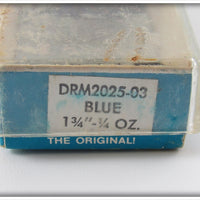 DRM2025-03
BLUE
1¾"-¼ OZ.
THE ORIGINAL!